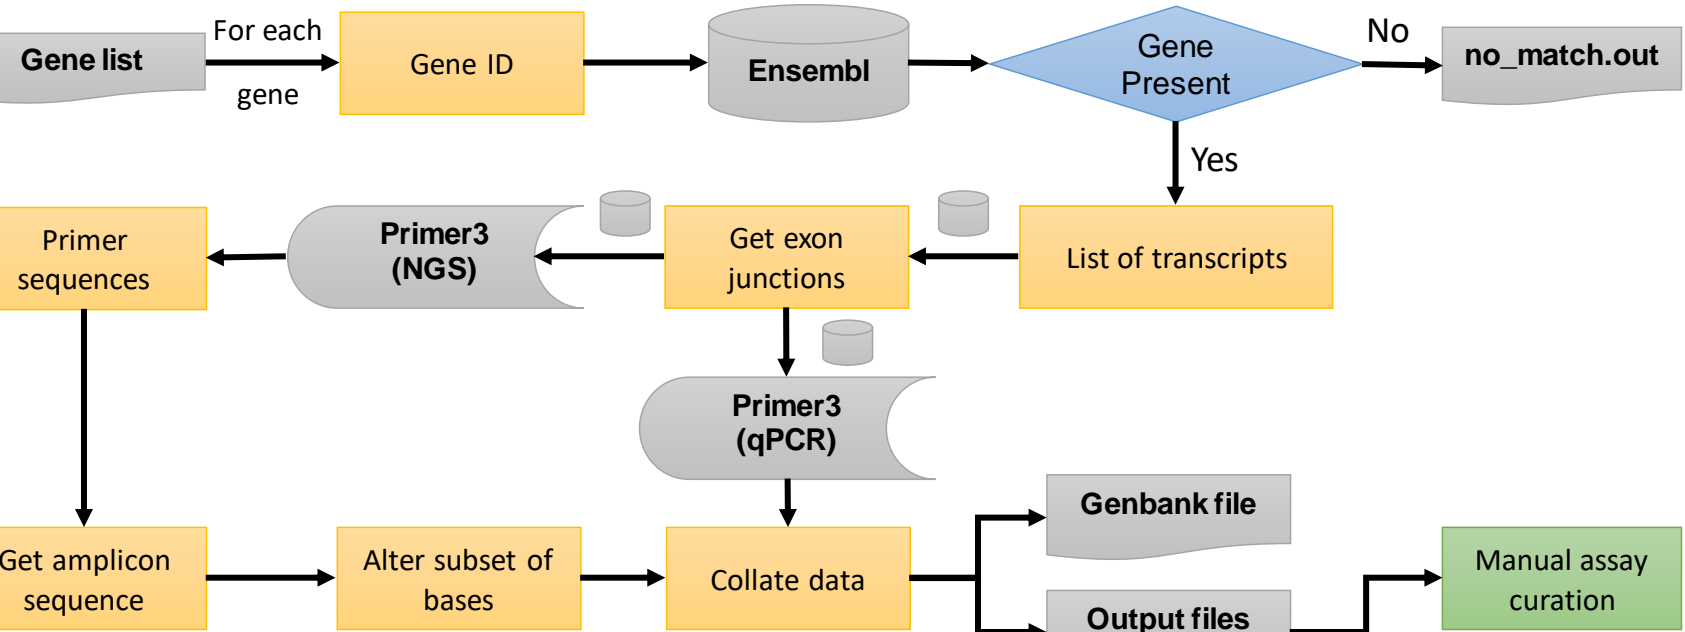 Gene list
For each
gene
Gene ID
Ensembl
Gene
Present
No
no_match.out
Yes
Primer
sequences
Primer3
(NGS)
Get exon
junctions
List of transcripts
Primer3
(qPCR)
Get amplicon
sequence
Alter subset of
bases
Collate data
Genbank file
Output files
Manual assay
curation